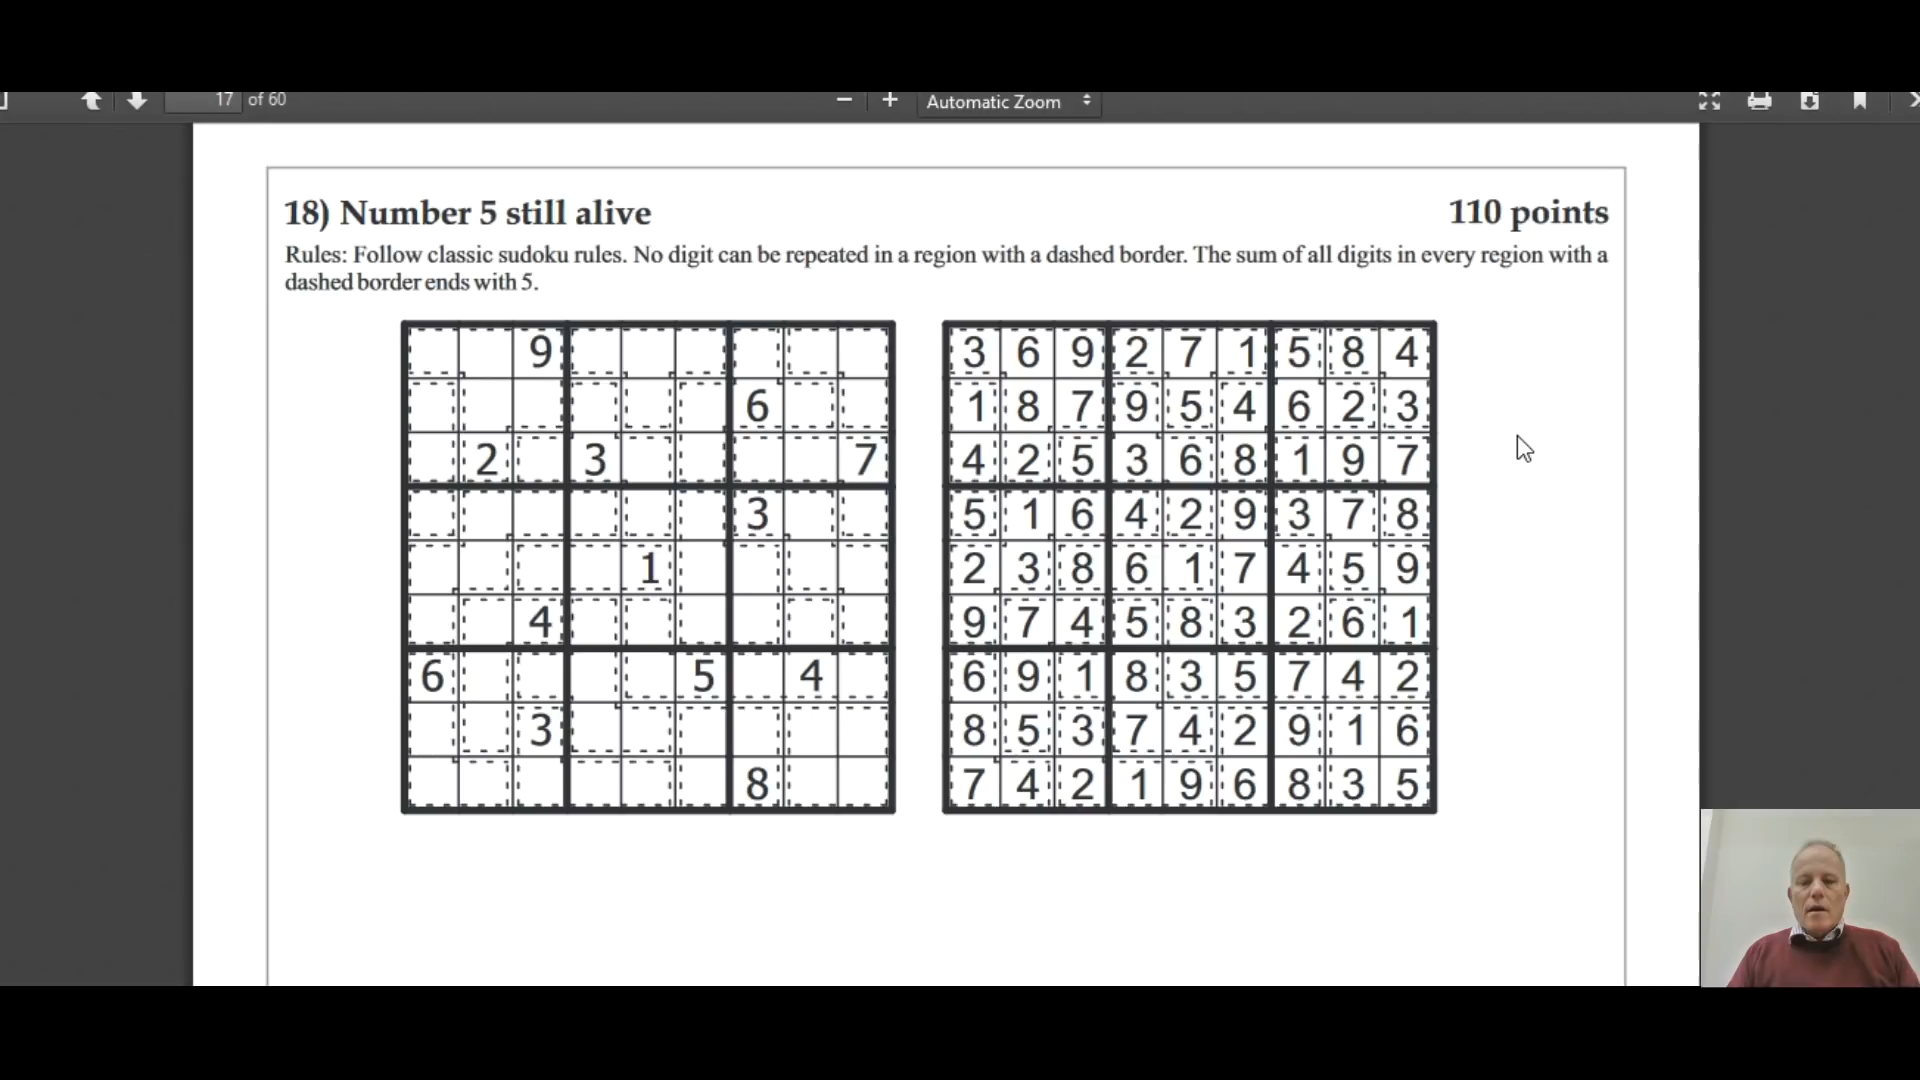 17 of 60
− + Automatic Zoom
18) Number 5 still alive 110 points
Rules: Follow classic sudoku rules. No digit can be repeated in a region with a dashed border. The sum of all digits in every region with a
dashed border ends with 5.
9 3 6 9 2 7 1 5 8 4
6 1 8 7 9 5 4 6 2 3
2 3 7 4 2 5 3 6 8 1 9 7
3 5 1 6 4 2 9 3 7 8
1 2 3 8 6 1 7 4 5 9
4 9 7 4 5 8 3 2 6 1
6 5 4 6 9 1 8 3 5 7 4 2
3 8 5 3 7 4 2 9 1 6
8 7 4 2 1 9 6 8 3 5